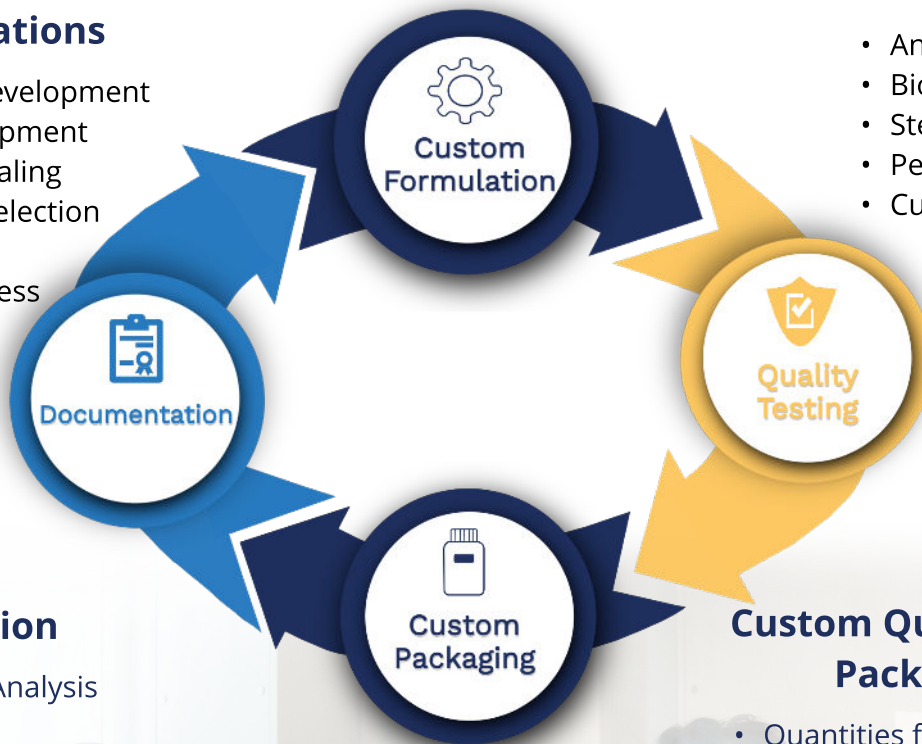 ations
evelopment
pment
aling
election
ess
Custom
Formulation
An
Bio
Ste
Pe
Cu
Quality
Testing
Documentation
Custom
Packaging
ion
Analysis
Custom Qu
Pack
Quantities f